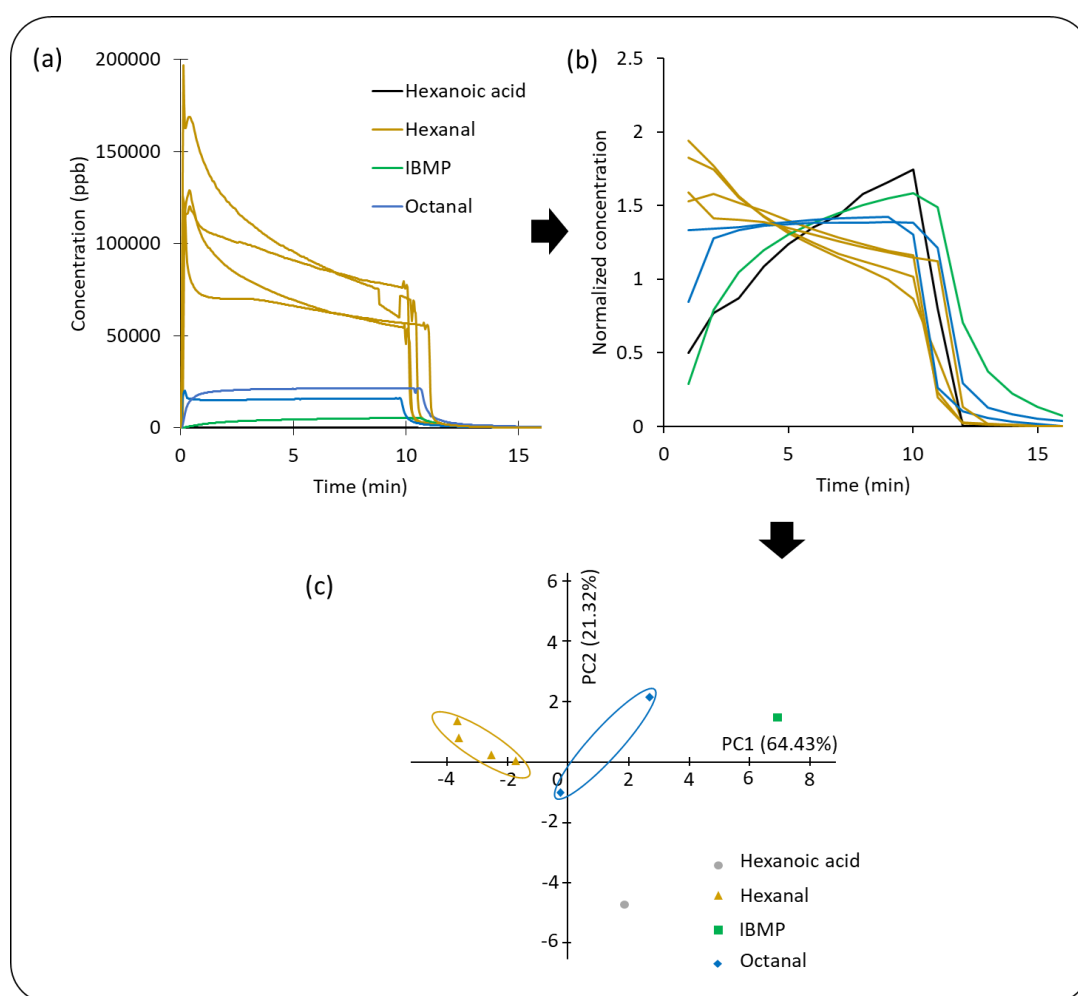 (a)
200000
150000
100000
50000
0
Concentration (ppb)
0 5 10 15
Time (min)
Hexanoic acid
Hexanal
IBMP
Octanal
(b)
2.5
2
1.5
1
0.5
0
Normalized concentration
0 5 10 15
Time (min)
(c)
6
4
2
0
-2
-4
-6
PC2 (21.32%)
PC1 (64.43%)
-4 -2 2 4 6 8
Hexanoic acid
Hexanal
IBMP
Octanal